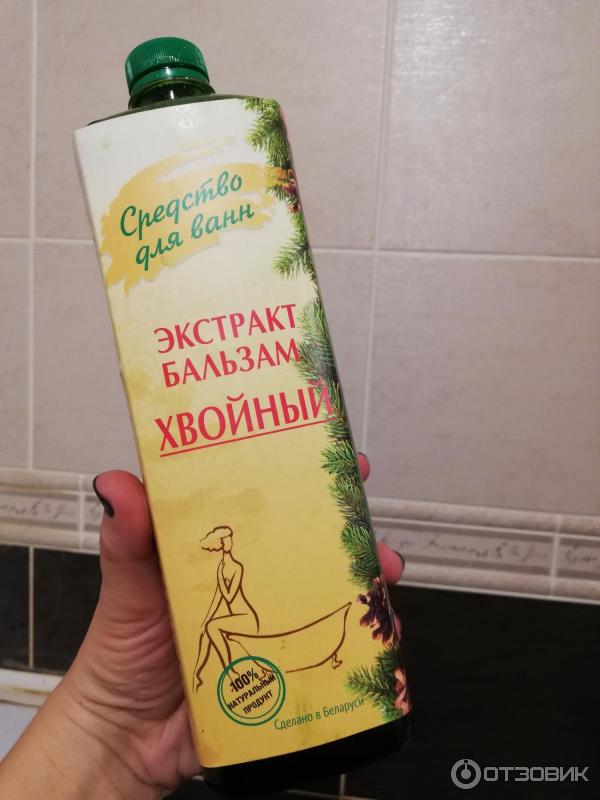 Средство
для ванн
ЭКСТРАКТ
БАЛЬЗАМ
ХВОЙНЫЙ
100%
НАТУРАЛЬНЫЙ
ПРОДУКТ
Сделано в Беларуси
ОТЗОВИК